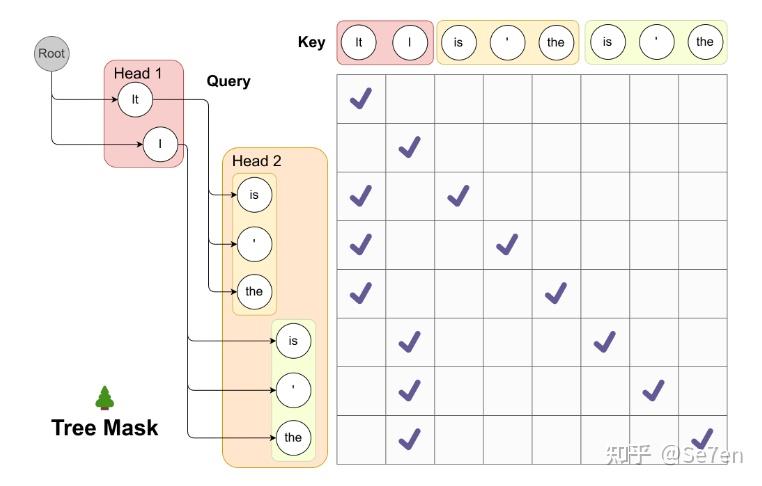 Root
Head 1
It
I
Query
Key
It I is ' the is ' the
Head 2
is
'
the
is
'
the
Tree Mask
知乎 @Se7en